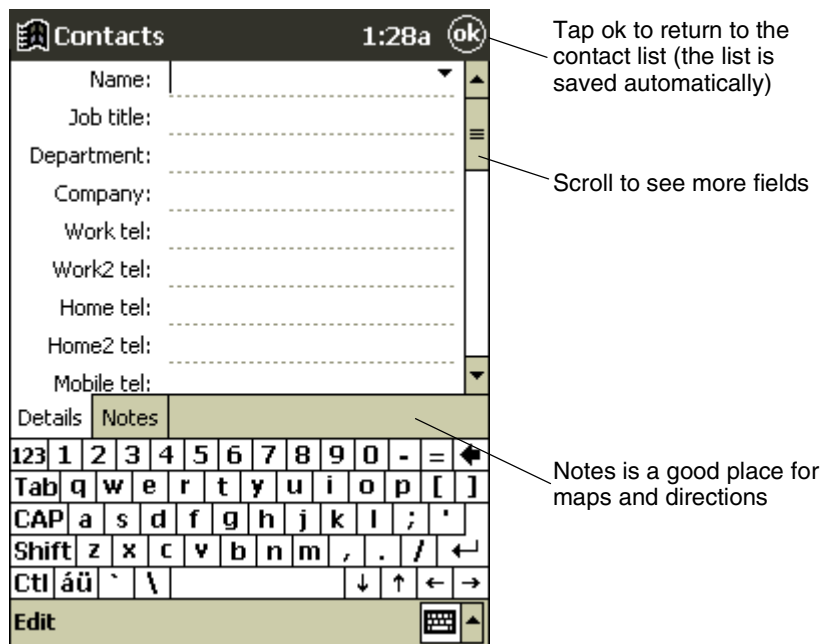 Contacts 1:28a ok
Name:
Job title:
Department:
Company:
Work tel:
Work2 tel:
Home tel:
Home2 tel:
Mobile tel:
Details Notes
123 1 2 3 4 5 6 7 8 9 0 - =
Tab q w e r t y u i o p [ ]
CAP a s d f g h j k l ; '
Shift z x c v b n m , . /
Ctl áü ` \ ↓ ↑ ← →
Edit
Tap ok to return to the
contact list (the list is
saved automatically)
Scroll to see more fields
Notes is a good place for
maps and directions